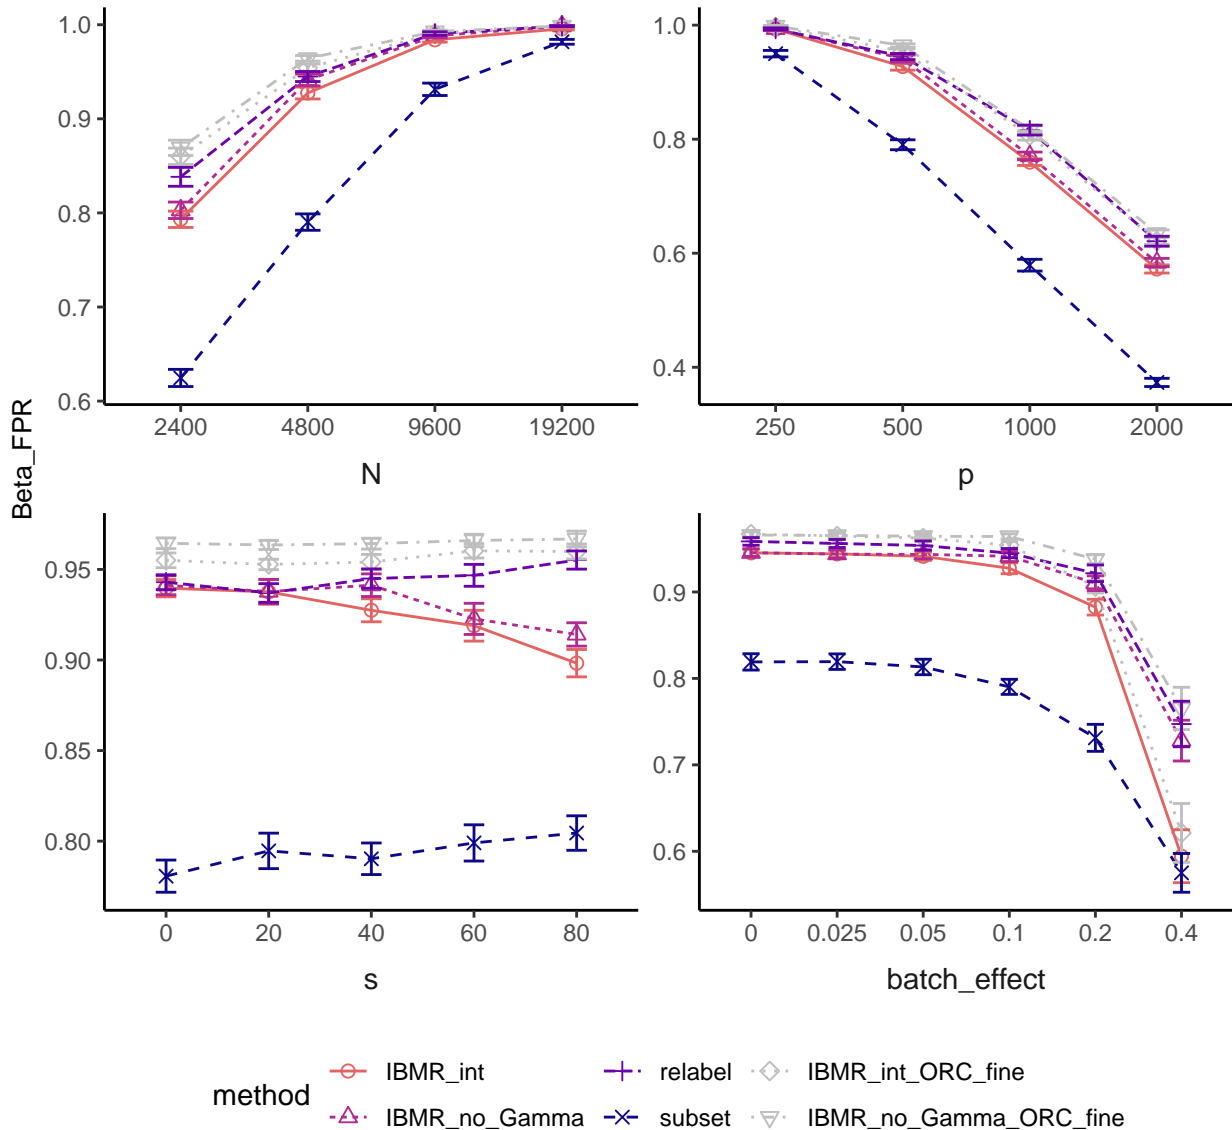 Beta_FPR
1.0
0.9
0.8
0.7
0.6
2400 4800 9600 19200
N
1.0
0.8
0.6
0.4
250 500 1000 2000
p
0.95
0.90
0.85
0.80
0 20 40 60 80
s
0.9
0.8
0.7
0.6
0 0.025 0.05 0.1 0.2 0.4
batch_effect
method
IBMR_int relabel IBMR_int_ORC_fine
IBMR_no_Gamma subset IBMR_no_Gamma_ORC_fine